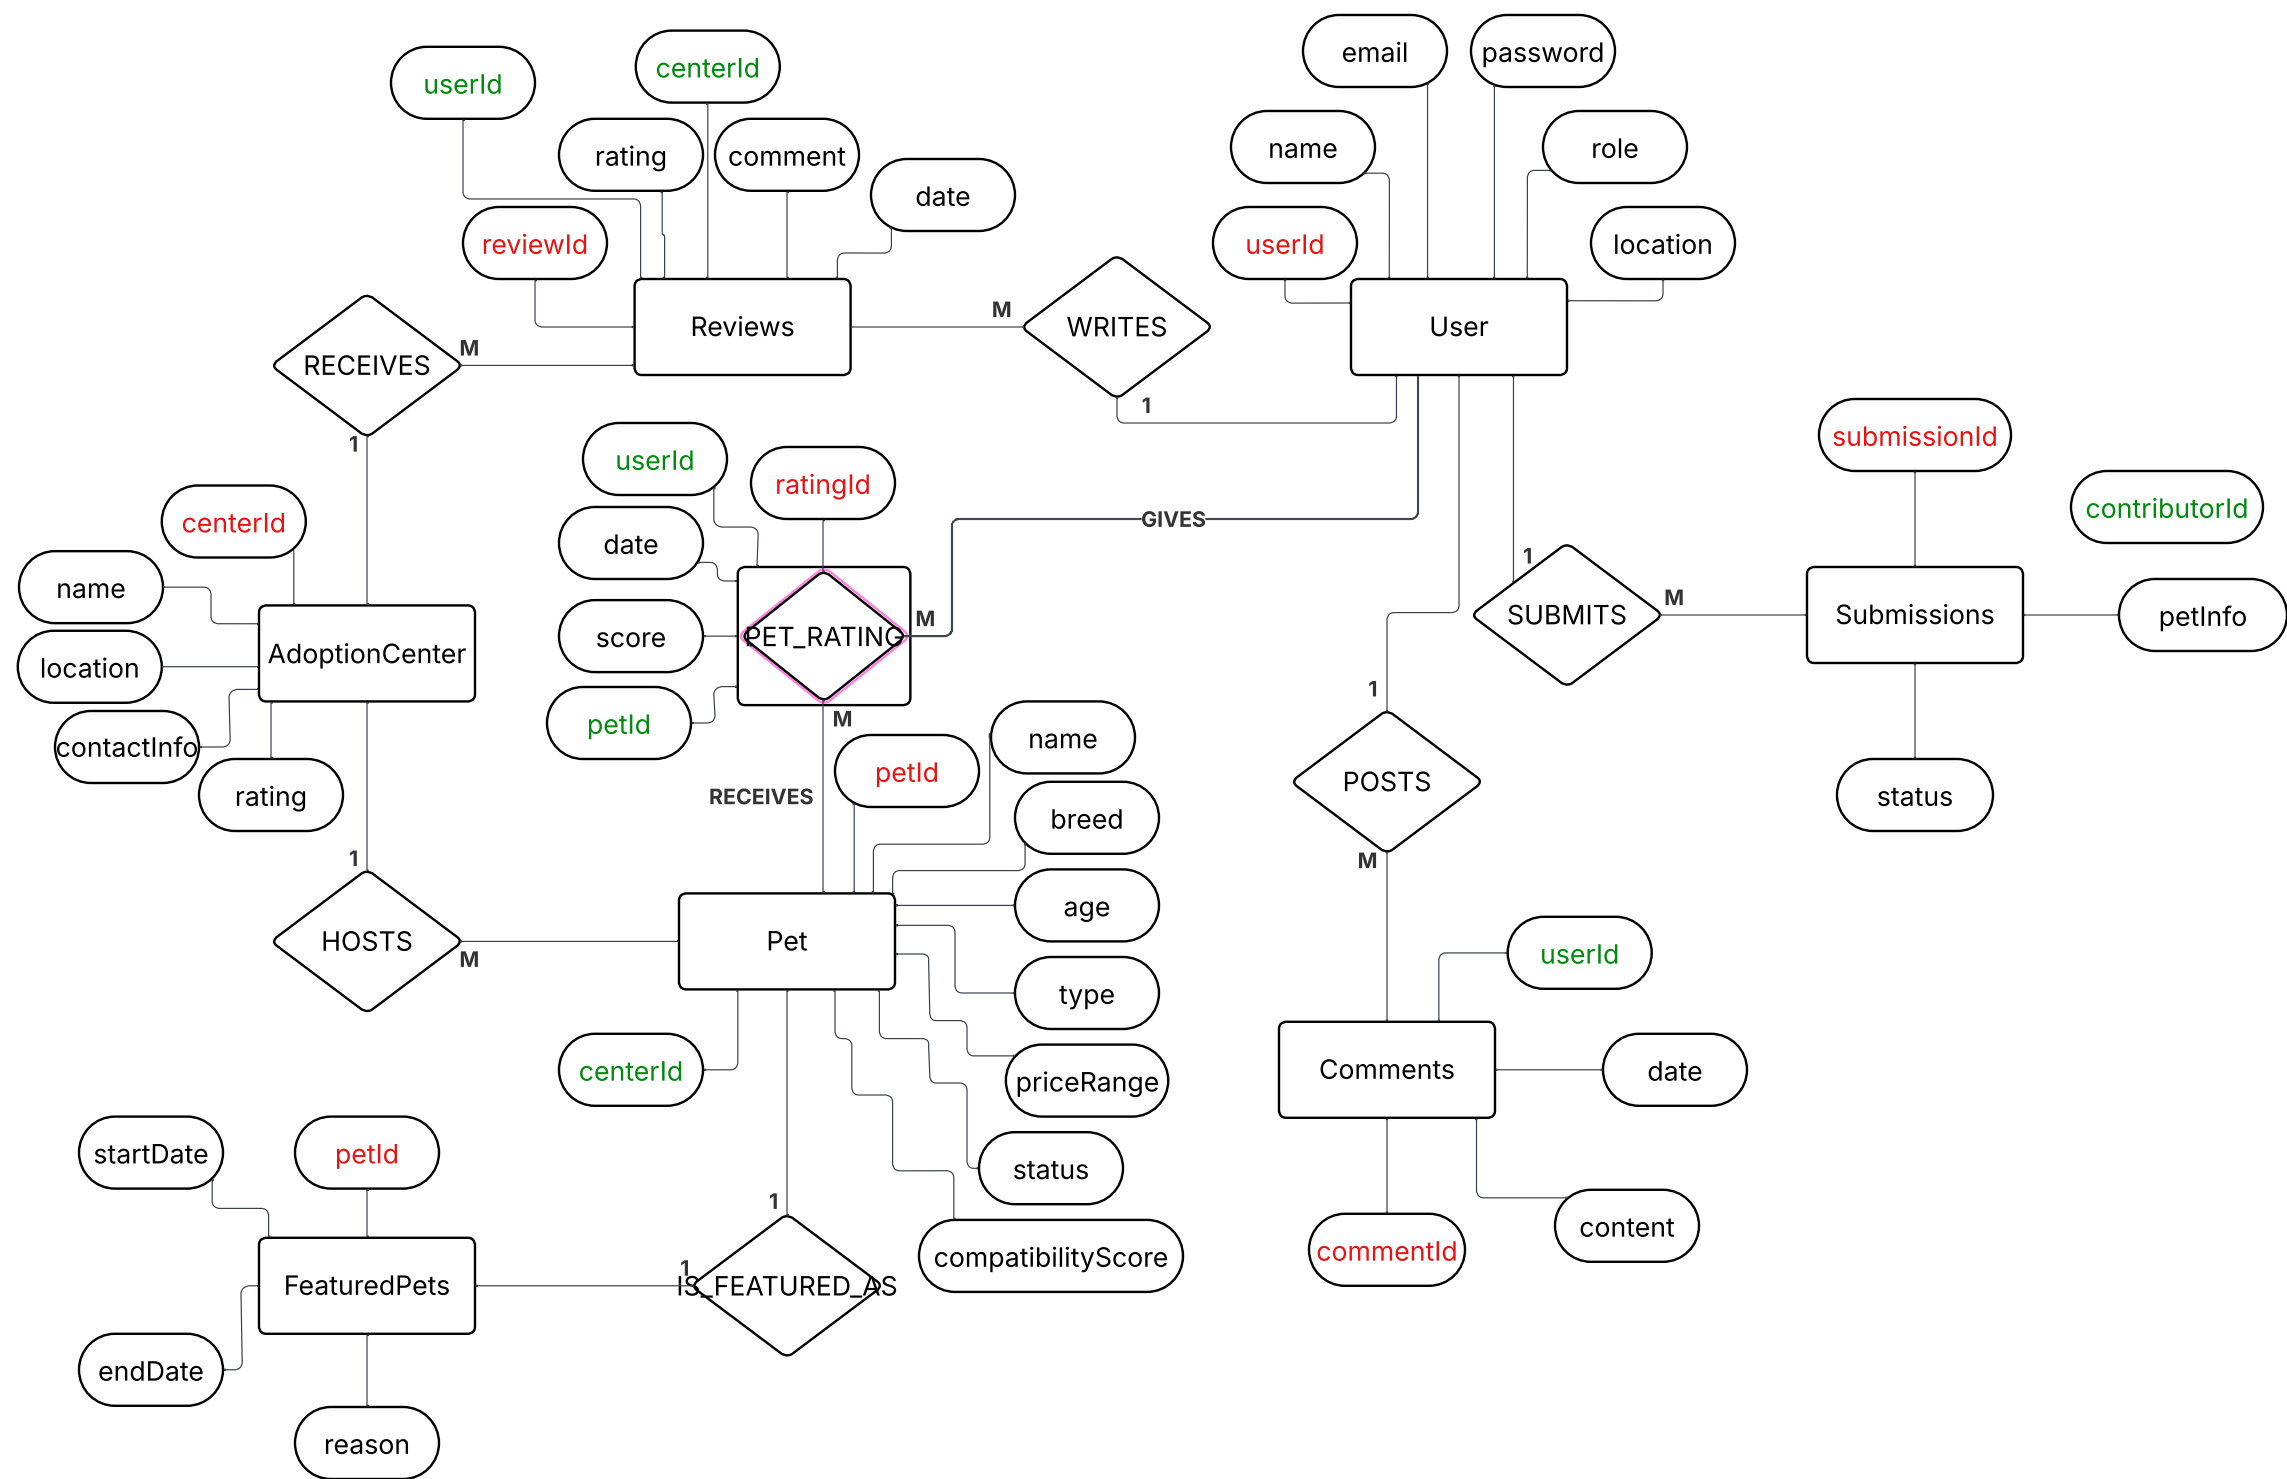 email
password
userId
centerId
name
role
rating
comment
date
reviewId
userId
location
Reviews
M
WRITES
User
RECEIVES
M
1
1
userId
ratingId
submissionId
centerId
date
GIVES
contributorId
1
name
score
PET_RATING
M
SUBMITS
M
Submissions
petInfo
AdoptionCenter
location
contactInfo
petId
M
rating
RECEIVES
petId
name
1
POSTS
status
breed
1
M
age
HOSTS
M
Pet
userId
type
centerId
priceRange
Comments
date
startDate
petId
status
1
content
commentId
compatibilityScore
FeaturedPets
1
IS_FEATURED_AS
endDate
reason